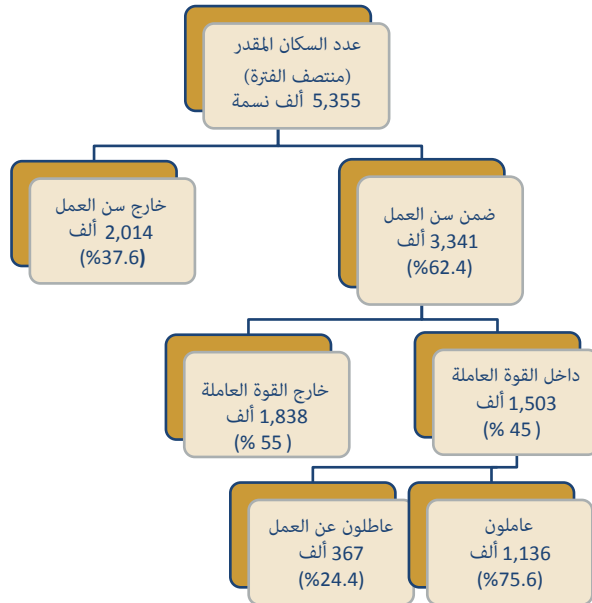 عدد السكان المقدر
(منتصف الفترة)
5,355 ألف نسمة
ضمن سن العمل
3,341 ألف
(%62.4)
خارج سن العمل
2,014 ألف
(%37.6)
داخل القوة العاملة
1,503 ألف
(% 45 )
خارج القوة العاملة
1,838 ألف
(% 55 )
عاملون
1,136 ألف
(%75.6)
عاطلون عن العمل
367 ألف
(%24.4)